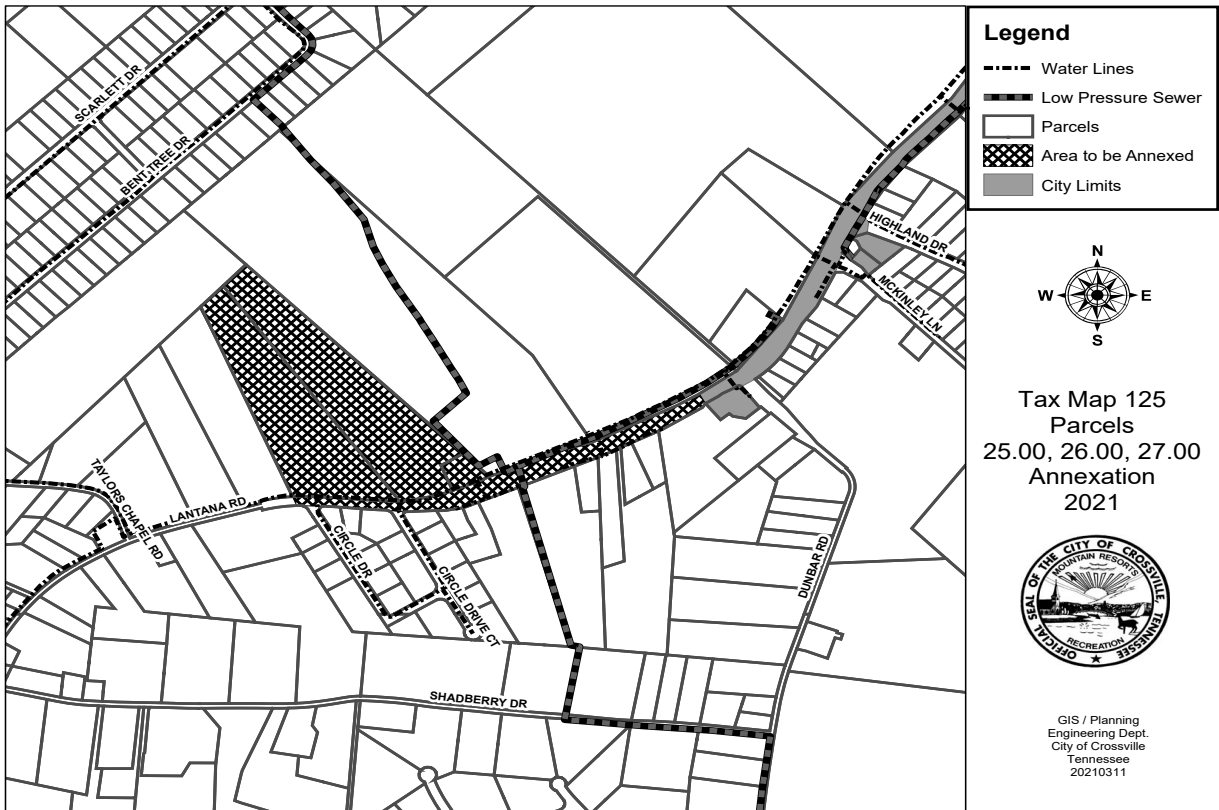 SCARLETT DR
BENT TREE DR
HIGHLAND DR
MCKINLEY LN
TAYLORS CHAPEL RD
LANTANA RD
CIRCLE DR
CIRCLE DRIVE CT
DUNBAR RD
SHADBERRY DR
Legend
Water Lines
Low Pressure Sewer
Parcels
Area to be Annexed
City Limits
N
W E
S
Tax Map 125
Parcels
25.00, 26.00, 27.00
Annexation
2021
OFFICIAL SEAL OF THE CITY OF CROSSVILLE, TENNESSEE
MOUNTAIN RESORTS
RECREATION
GIS / Planning
Engineering Dept.
City of Crossville
Tennessee
20210311